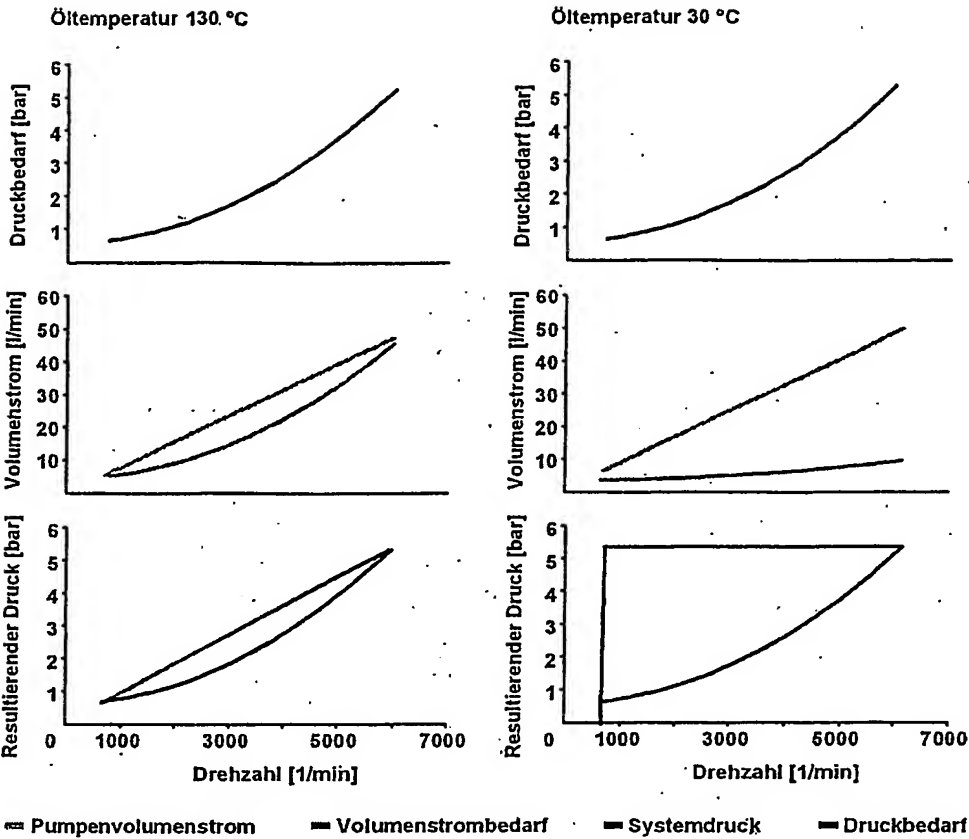 Öltemperatur 130 °C
Öltemperatur 30 °C
Druckbedarf [bar]
6
5
4
3
2
1
Druckbedarf [bar]
6
5
4
3
2
1
Volumenstrom [l/min]
60
50
40
30
20
10
Volumenstrom [l/min]
60
50
40
30
20
10
Resultierender Druck [bar]
6
5
4
3
2
1
0 1000 3000 5000 7000
Drehzahl [1/min]
Resultierender Druck [bar]
6
5
4
3
2
1
0 1000 3000 5000 7000
Drehzahl [1/min]
Pumpenvolumenstrom Volumenstrombedarf Systemdruck Druckbedarf